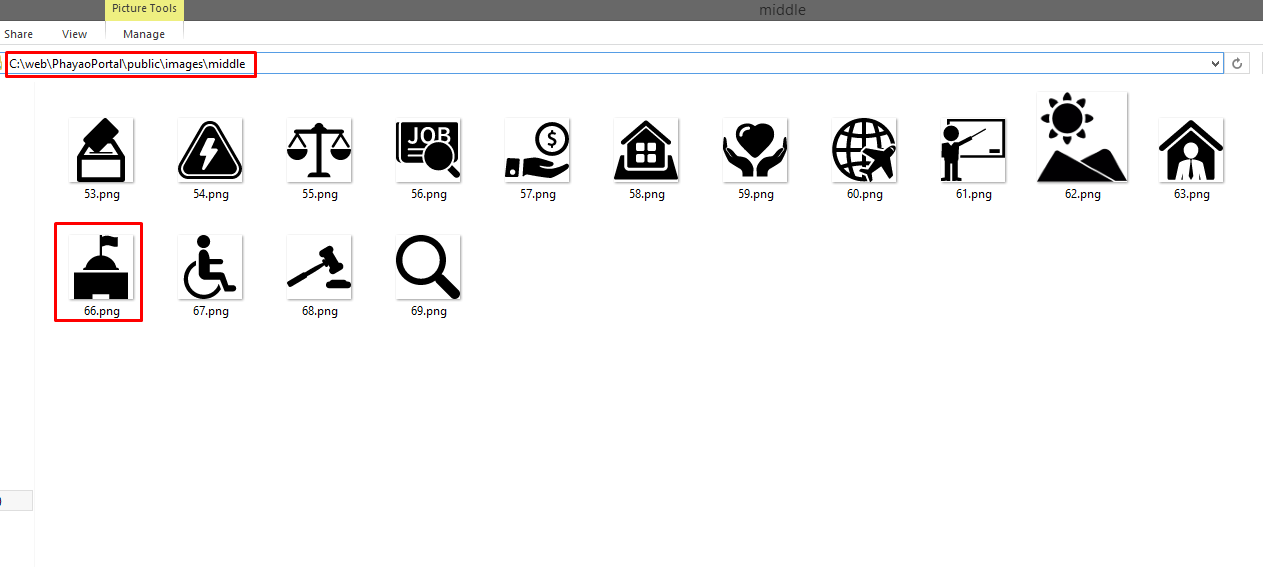 Picture Tools
middle
Share View Manage
C:\web\PhayaoPortal\public\images\middle
JOB
$
53.png 54.png 55.png 56.png 57.png 58.png 59.png 60.png 61.png 62.png 63.png
66.png 67.png 68.png 69.png